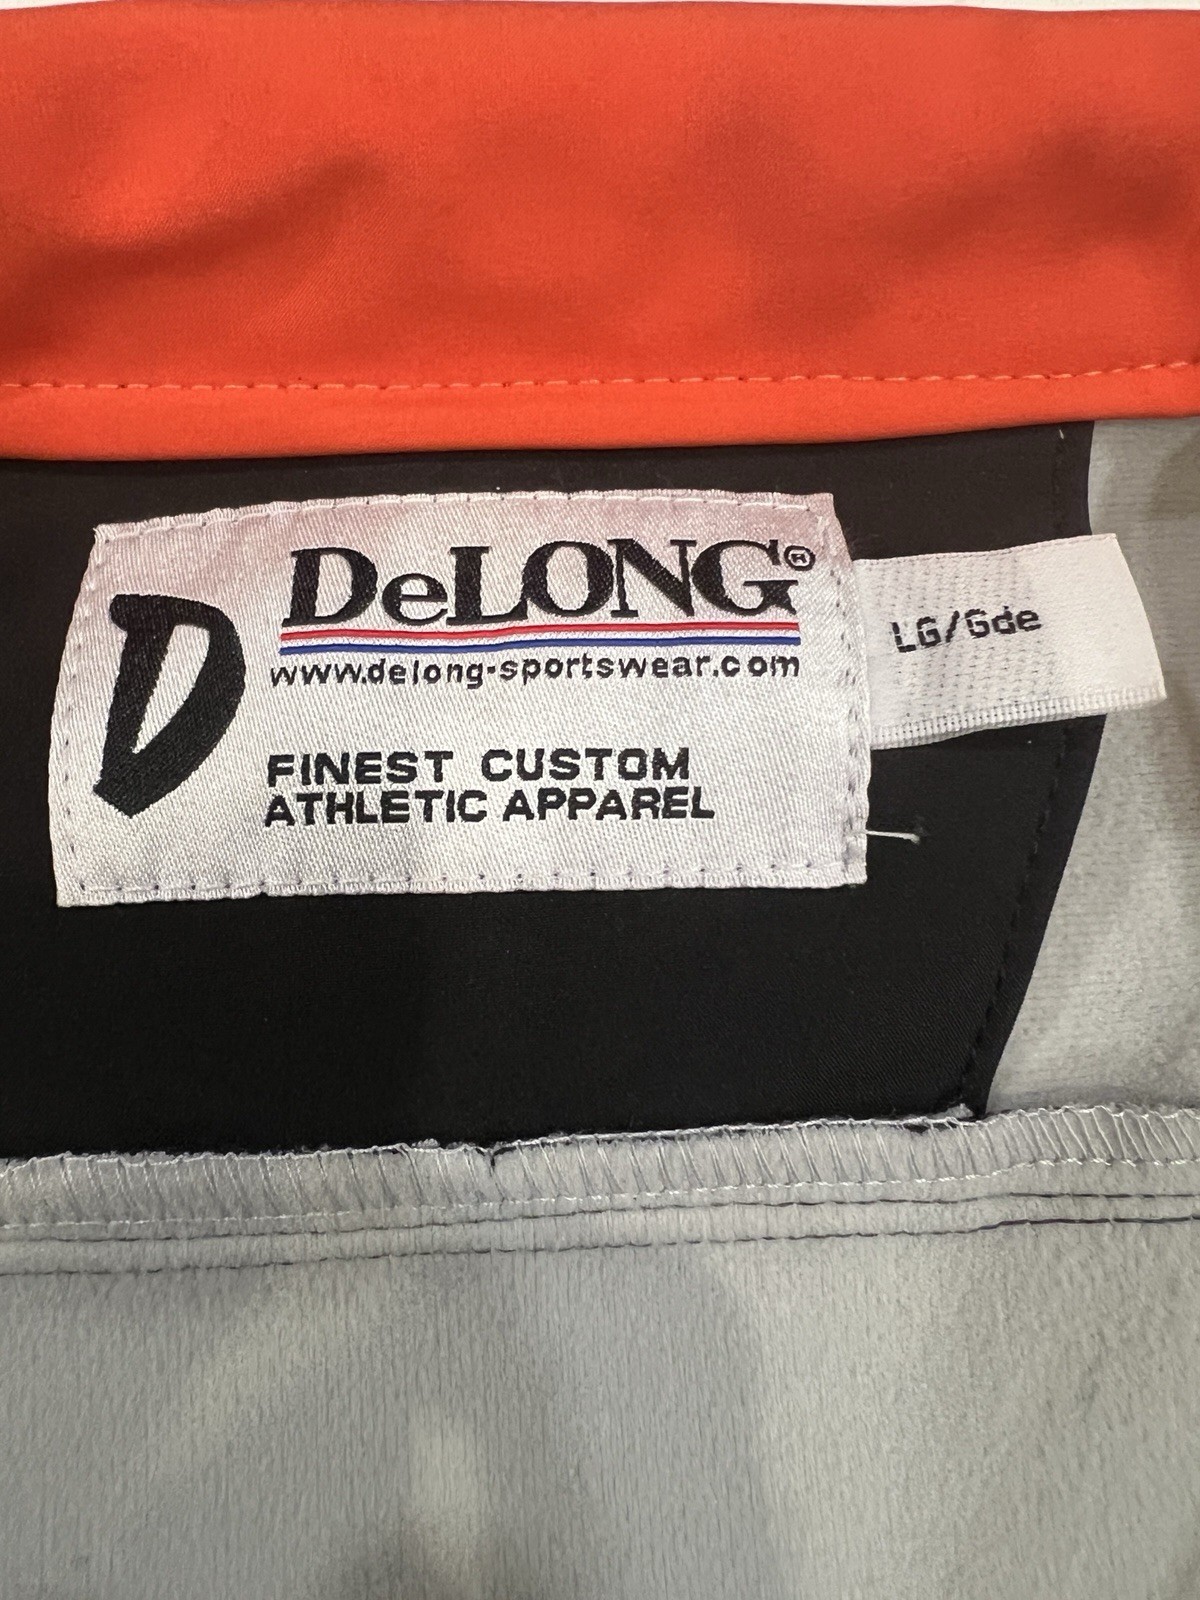 D
DeLONG®
www.delong-sportswear.com
FINEST CUSTOM
ATHLETIC APPAREL
LG/Gde